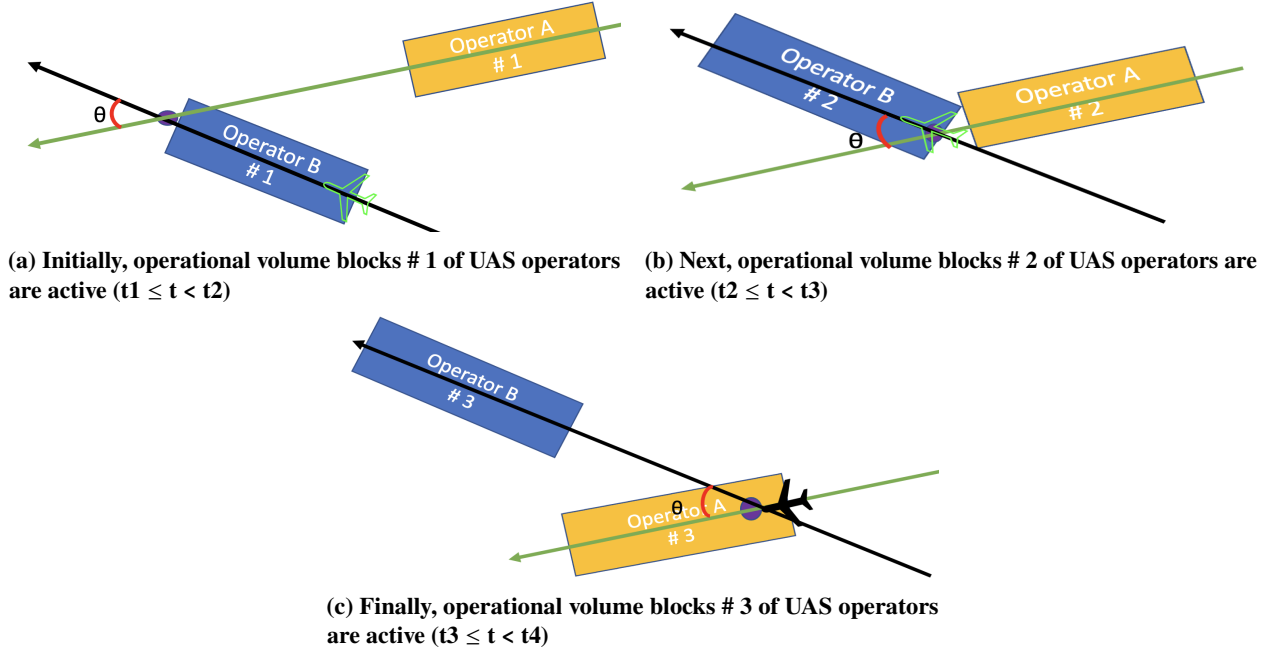 Operator A
# 1
θ
Operator B
# 1
(a) Initially, operational volume blocks # 1 of UAS operators
are active (t1 ≤ t < t2)
Operator B
# 2
Operator A
# 2
θ
(b) Next, operational volume blocks # 2 of UAS operators are
active (t2 ≤ t < t3)
Operator B
# 3
θ
Operator A
# 3
(c) Finally, operational volume blocks # 3 of UAS operators
are active (t3 ≤ t < t4)